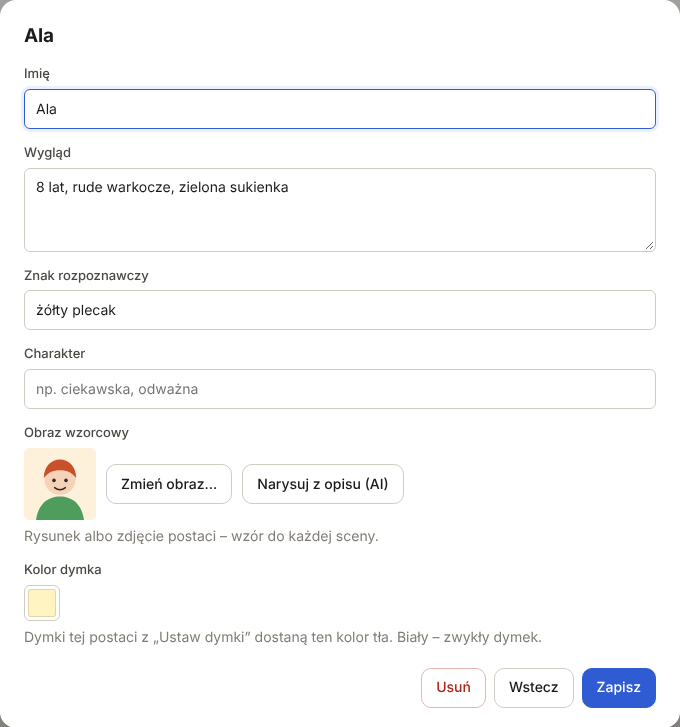 Ala
Imię
Ala
Wygląd
8 lat, rude warkocze, zielona sukienka
Znak rozpoznawczy
żółty plecak
Charakter
np. ciekawska, odważna
Obraz wzorcowy
Zmień obraz...
Narysuj z opisu (AI)
Rysunek albo zdjęcie postaci – wzór do każdej sceny.
Kolor dymka
Dymki tej postaci z „Ustaw dymki” dostaną ten kolor tła. Biały – zwykły dymek.
Usuń
Wstecz
Zapisz